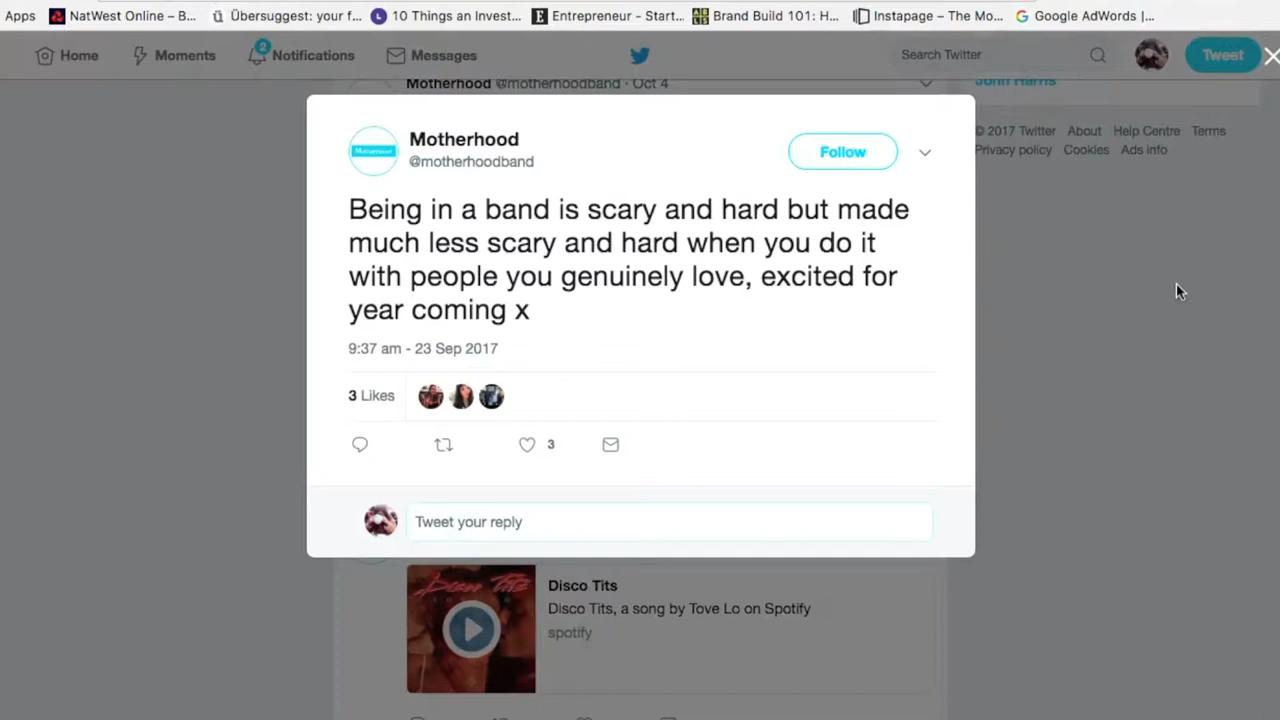 Apps NatWest Online – B... Übersuggest: your f... 10 Things an Invest... Entrepreneur - Start... Brand Build 101: H... Instapage – The Mo... Google AdWords |...
Home Moments 2 Notifications Messages Search Twitter Tweet
Motherhood @motherhoodband · Oct 4
John Harris
© 2017 Twitter About Help Centre Terms
Privacy policy Cookies Ads info
Motherhood
Motherhood
@motherhoodband
Follow
Being in a band is scary and hard but made
much less scary and hard when you do it
with people you genuinely love, excited for
year coming x
9:37 am - 23 Sep 2017
3 Likes
3
Tweet your reply
Disco Tits
Disco Tits
Disco Tits, a song by Tove Lo on Spotify
spotify